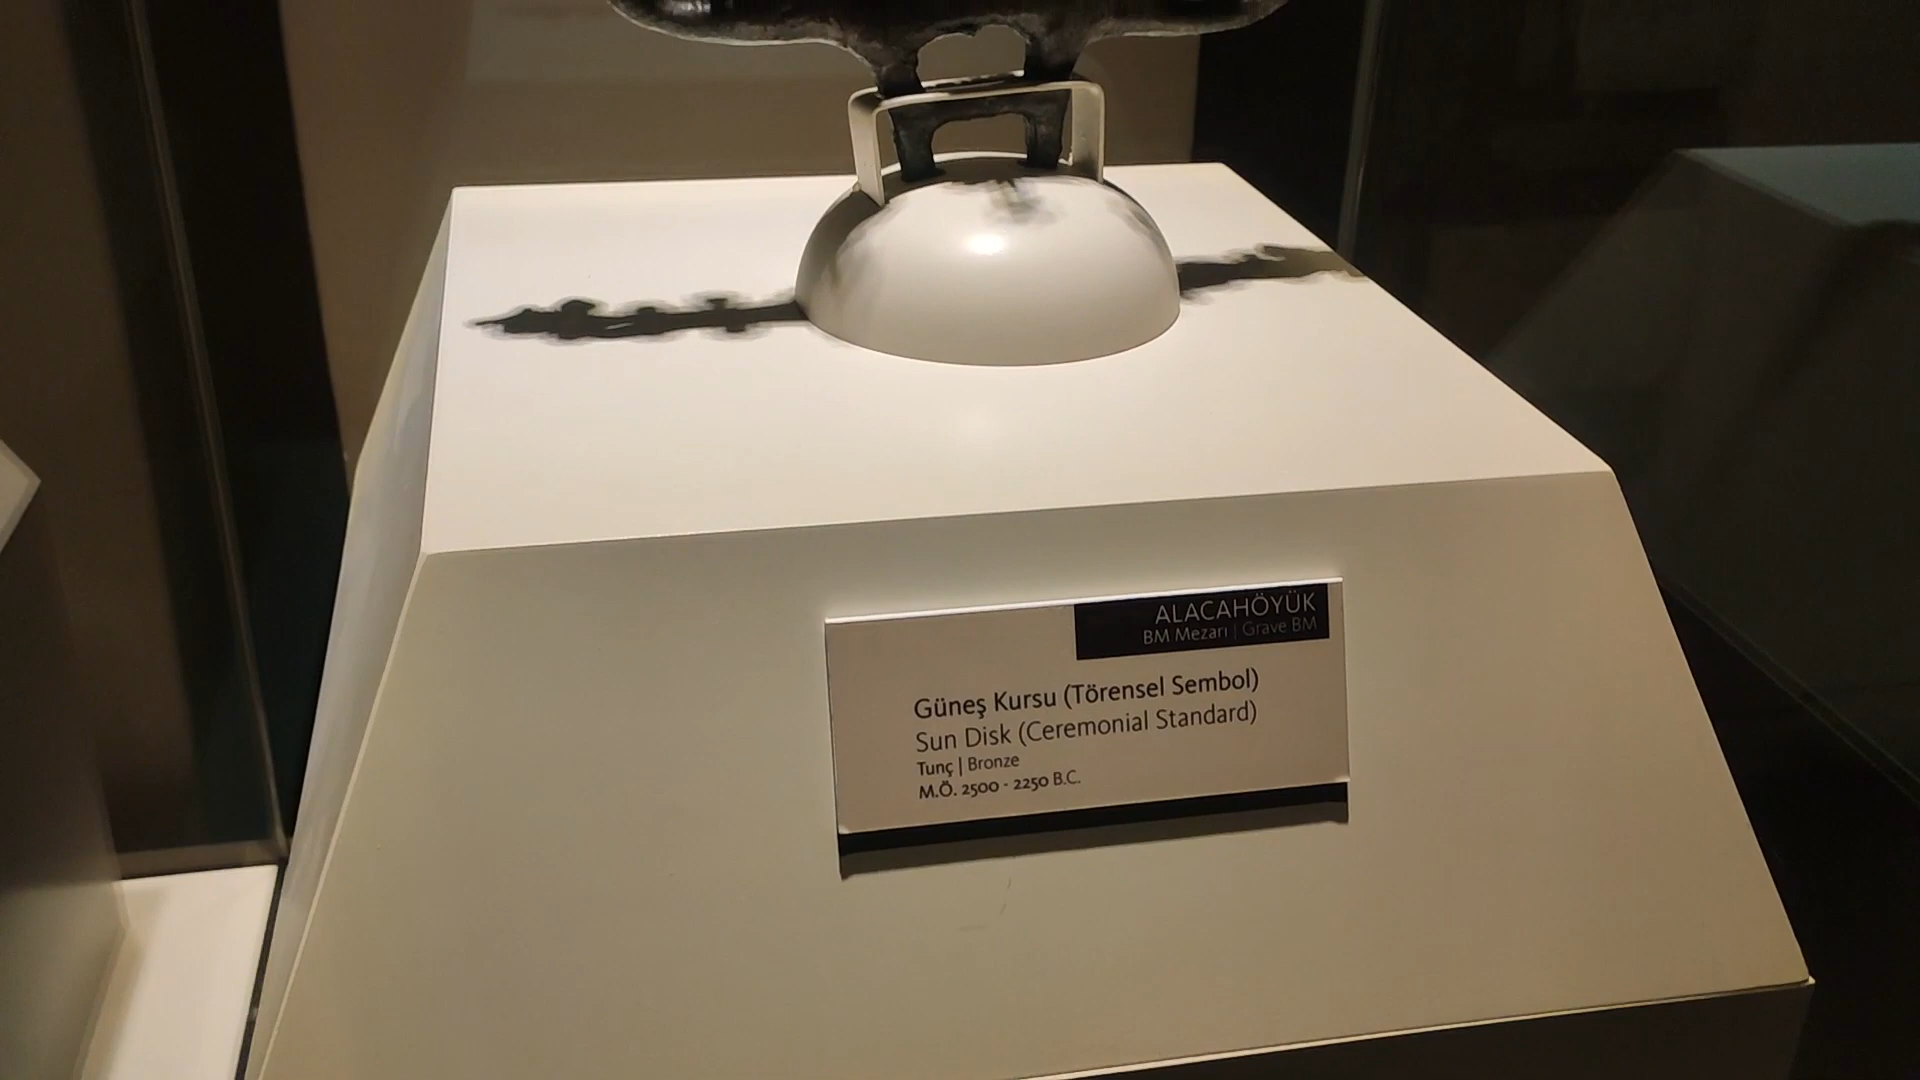 ALACAHÖYÜK
BM Mezarı | Grave BM
Güneş Kursu (Törensel Sembol)
Sun Disk (Ceremonial Standard)
Tunç | Bronze
M.Ö. 2500 - 2250 B.C.